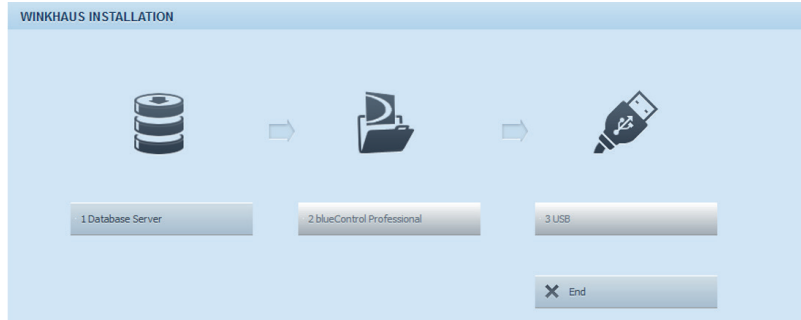 WINKHAUS INSTALLATION
1 Database Server
2 blueControl Professional
3 USB
End